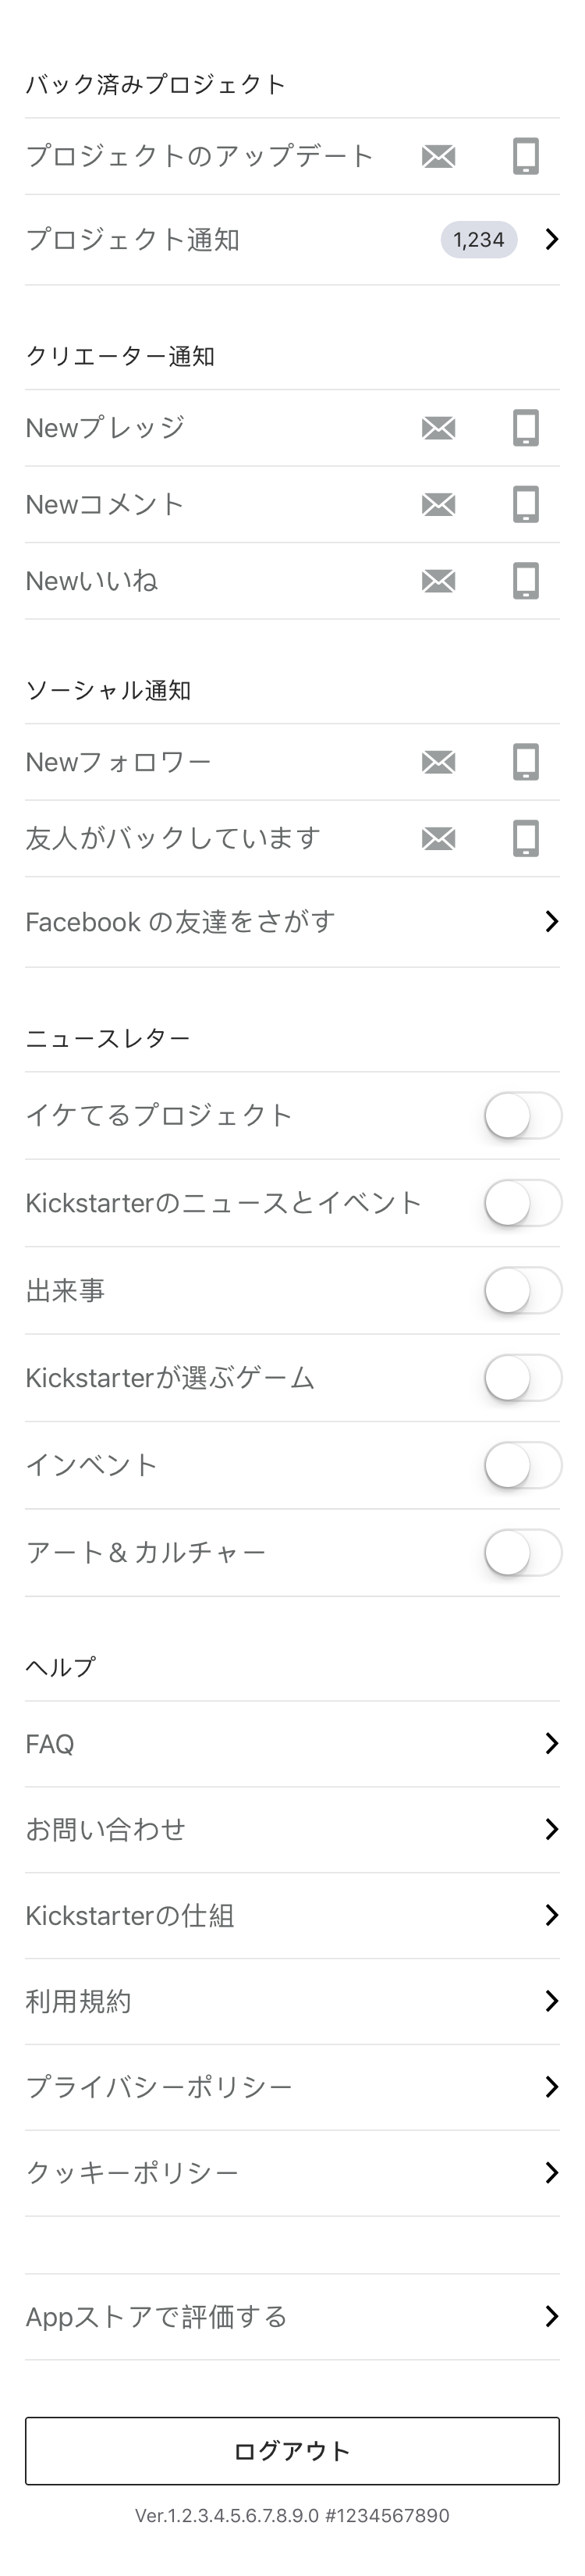 バック済みプロジェクト
プロジェクトのアップデート
プロジェクト通知 1,234
クリエーター通知
Newプレッジ
Newコメント
Newいいね
ソーシャル通知
Newフォロワー
友人がバックしています
Facebook の友達をさがす
ニュースレター
イケてるプロジェクト
Kickstarterのニュースとイベント
出来事
Kickstarterが選ぶゲーム
インベント
アート& カルチャー
ヘルプ
FAQ
お問い合わせ
Kickstarterの仕組
利用規約
プライバシーポリシー
クッキーポリシー
Appストアで評価する
ログアウト
Ver.1.2.3.4.5.6.7.8.9.0 #1234567890